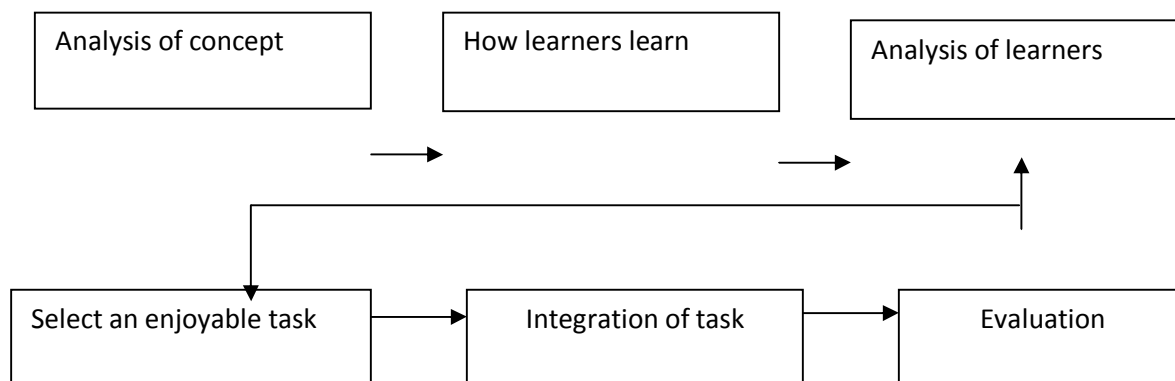 Analysis of concept
How learners learn
Analysis of learners
Select an enjoyable task
Integration of task
Evaluation